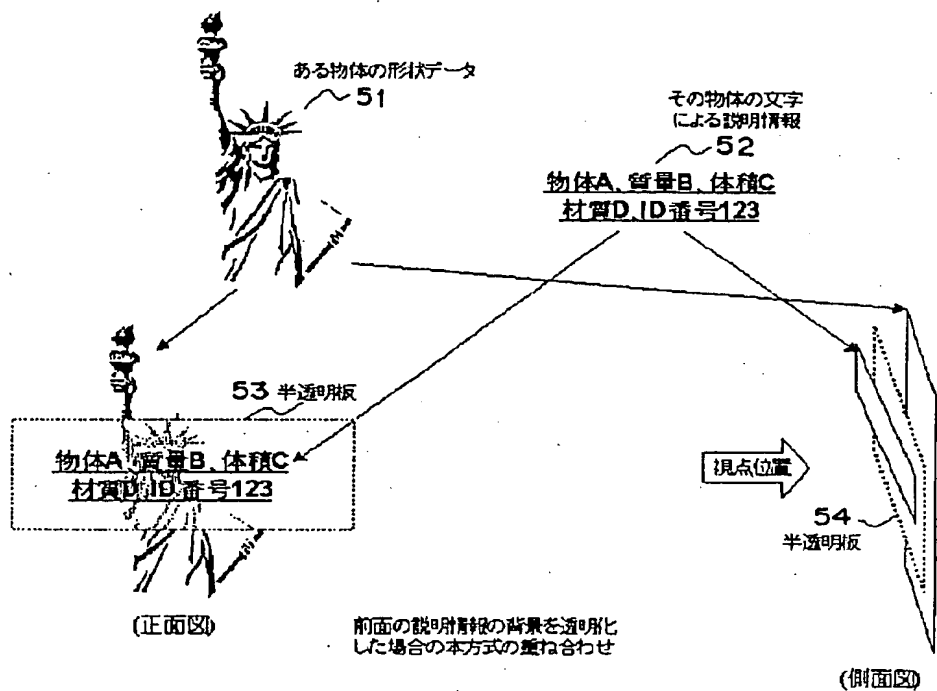 ある物体の形状データ
51
その物体の文字
による説明情報
52
物体A、質量B、体積C
材質D、ID番号123
53 半透明版
物体A、質量B、体積C
材質D、ID番号123
視点位置
54
半透明版
(正面図)
前面の説明情報の背景を透明化
した場合の本方式の重ね合わせ
(側面図)